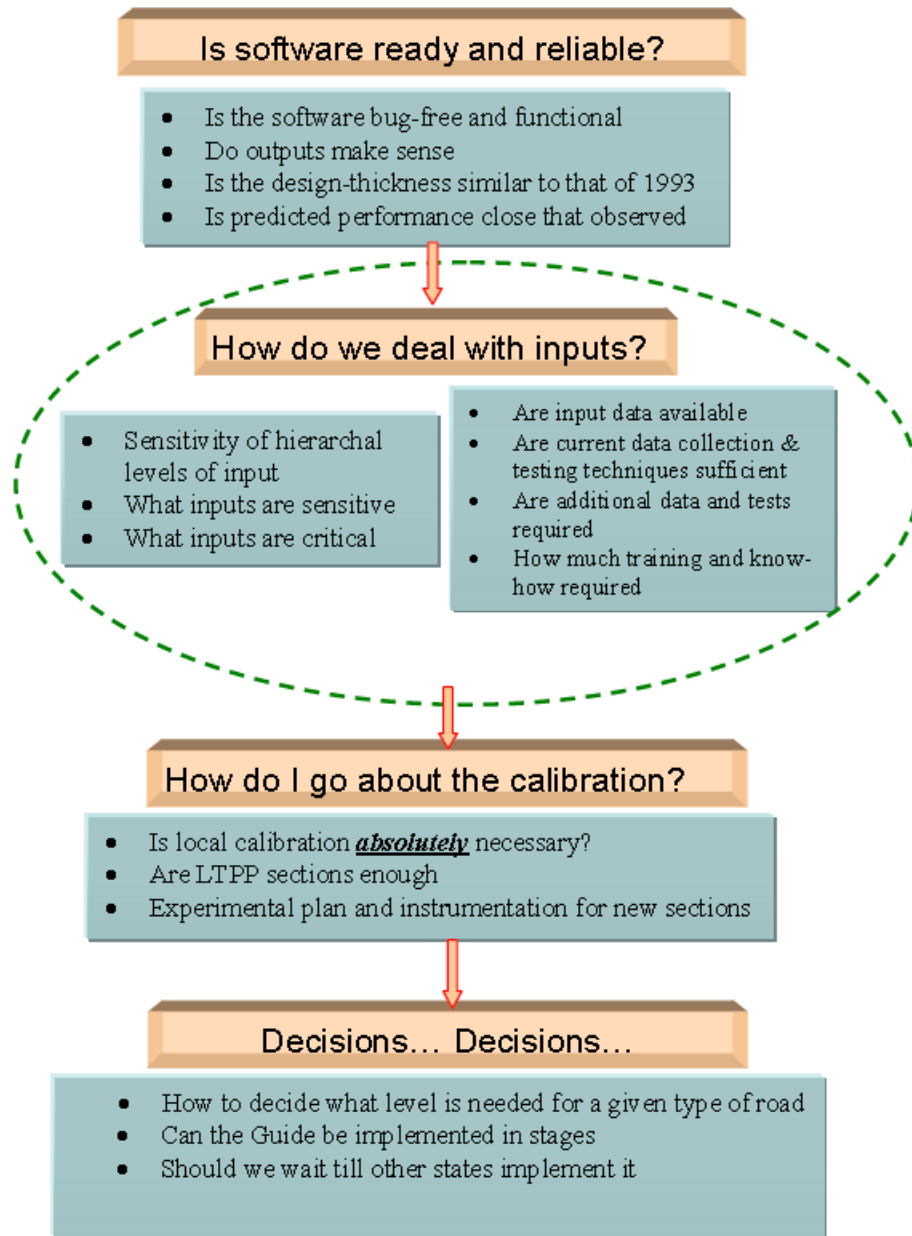 Is software ready and reliable?
• Is the software bug-free and functional
• Do outputs make sense
• Is the design-thickness similar to that of 1993
• Is predicted performance close that observed
How do we deal with inputs?
• Sensitivity of hierarchal
levels of input
• What inputs are sensitive
• What inputs are critical
• Are input data available
• Are current data collection &
testing techniques sufficient
• Are additional data and tests
required
• How much training and know-
how required
How do I go about the calibration?
• Is local calibration absolutely necessary?
• Are LTPP sections enough
• Experimental plan and instrumentation for new sections
Decisions... Decisions...
• How to decide what level is needed for a given type of road
• Can the Guide be implemented in stages
• Should we wait till other states implement it